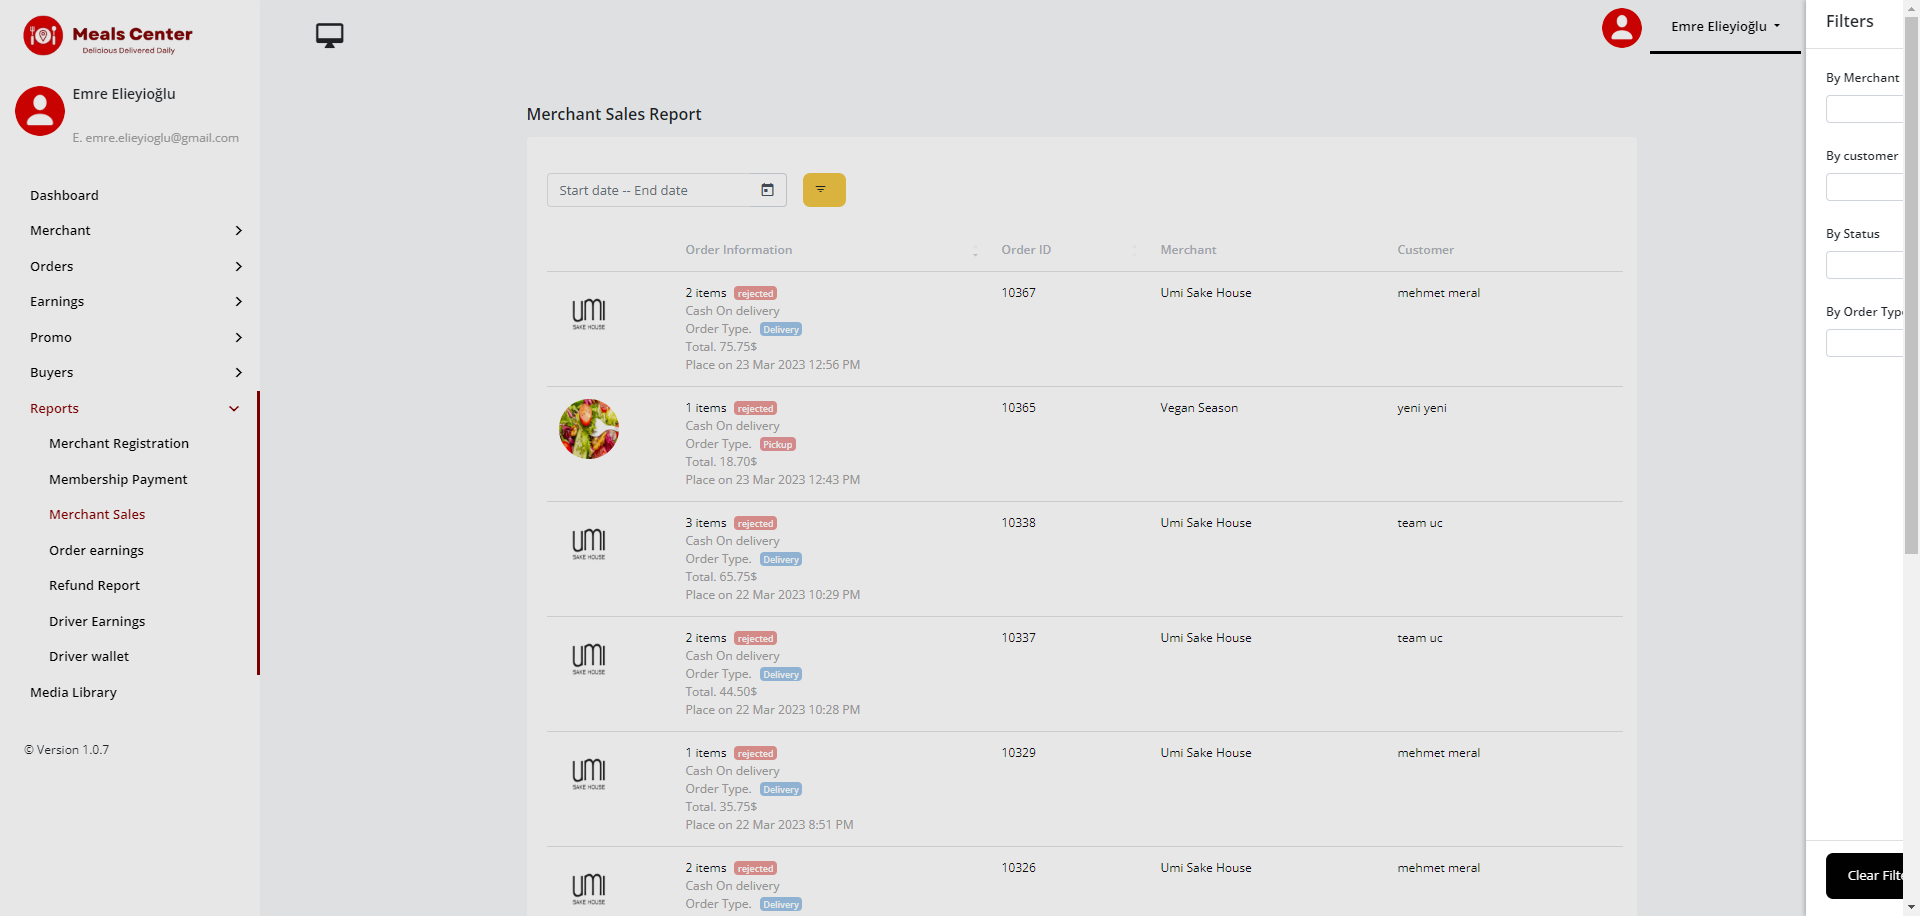 Meals Center
Delicious Delivered Daily
Emre Elieyioğlu
E. emre.elieyioglu@gmail.com
Dashboard
Merchant
Orders
Earnings
Promo
Buyers
Reports
Merchant Registration
Membership Payment
Merchant Sales
Order earnings
Refund Report
Driver Earnings
Driver wallet
Media Library
© Version 1.0.7
Emre Elieyioğlu
Merchant Sales Report
Start date -- End date
Order Information Order ID Merchant Customer
UMI
SAKE HOUSE
2 items rejected 10367 Umi Sake House mehmet meral
Cash On delivery
Order Type. Delivery
Total. 75.75$
Place on 23 Mar 2023 12:56 PM
1 items rejected 10365 Vegan Season yeni yeni
Cash On delivery
Order Type. Pickup
Total. 18.70$
Place on 23 Mar 2023 12:43 PM
UMI
SAKE HOUSE
3 items rejected 10338 Umi Sake House team uc
Cash On delivery
Order Type. Delivery
Total. 65.75$
Place on 22 Mar 2023 10:29 PM
UMI
SAKE HOUSE
2 items rejected 10337 Umi Sake House team uc
Cash On delivery
Order Type. Delivery
Total. 44.50$
Place on 22 Mar 2023 10:28 PM
UMI
SAKE HOUSE
1 items rejected 10329 Umi Sake House mehmet meral
Cash On delivery
Order Type. Delivery
Total. 35.75$
Place on 22 Mar 2023 8:51 PM
UMI
SAKE HOUSE
2 items rejected 10326 Umi Sake House mehmet meral
Cash On delivery
Order Type. Delivery
Filters
By Merchant
By customer
By Status
By Order Typ
Clear Filt